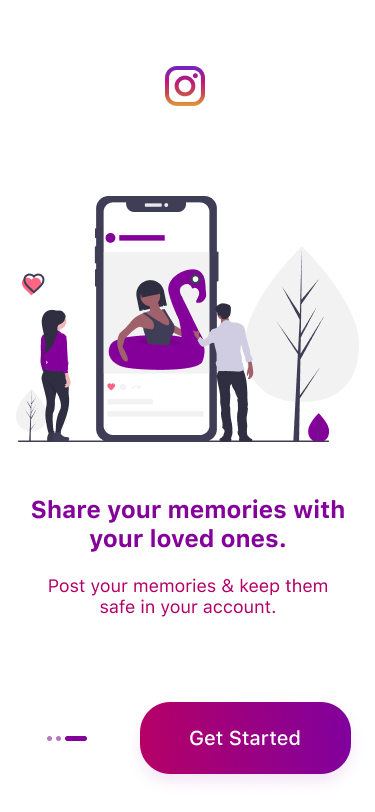 Share your memories with
your loved ones.
Post your memories & keep them
safe in your account.
Get Started